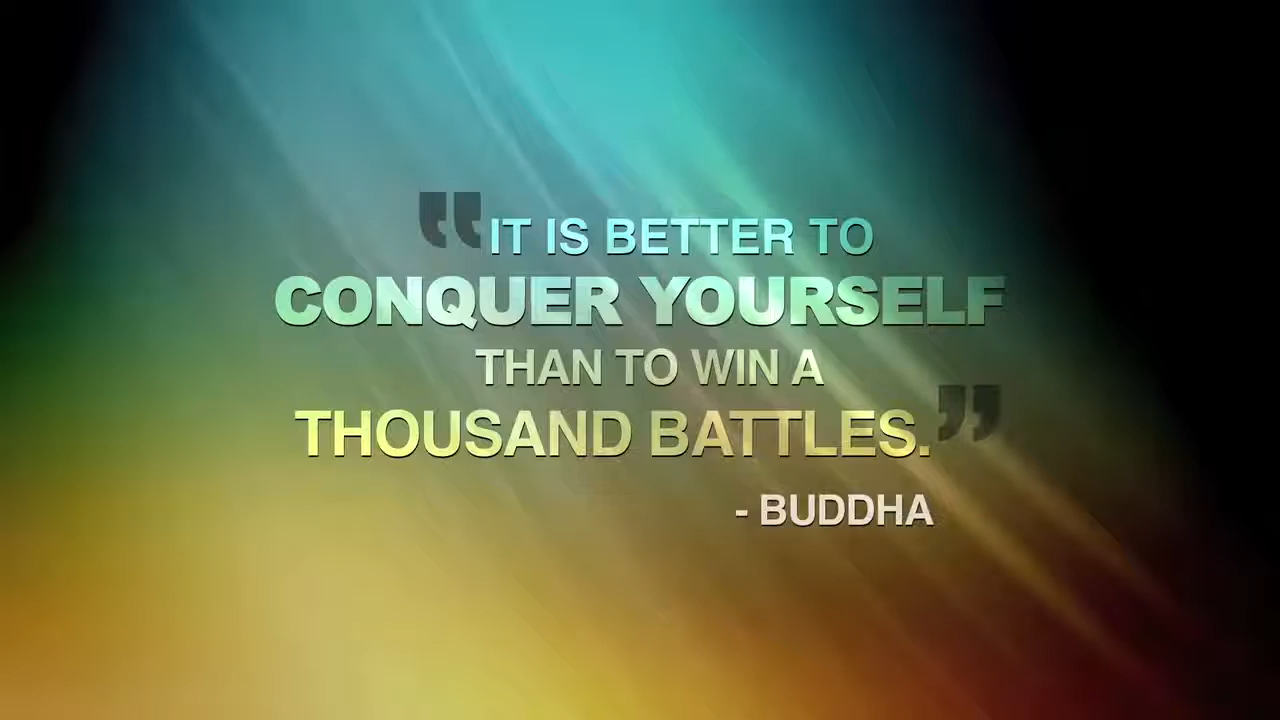 “IT IS BETTER TO
CONQUER YOURSELF
THAN TO WIN A
THOUSAND BATTLES.”
- BUDDHA